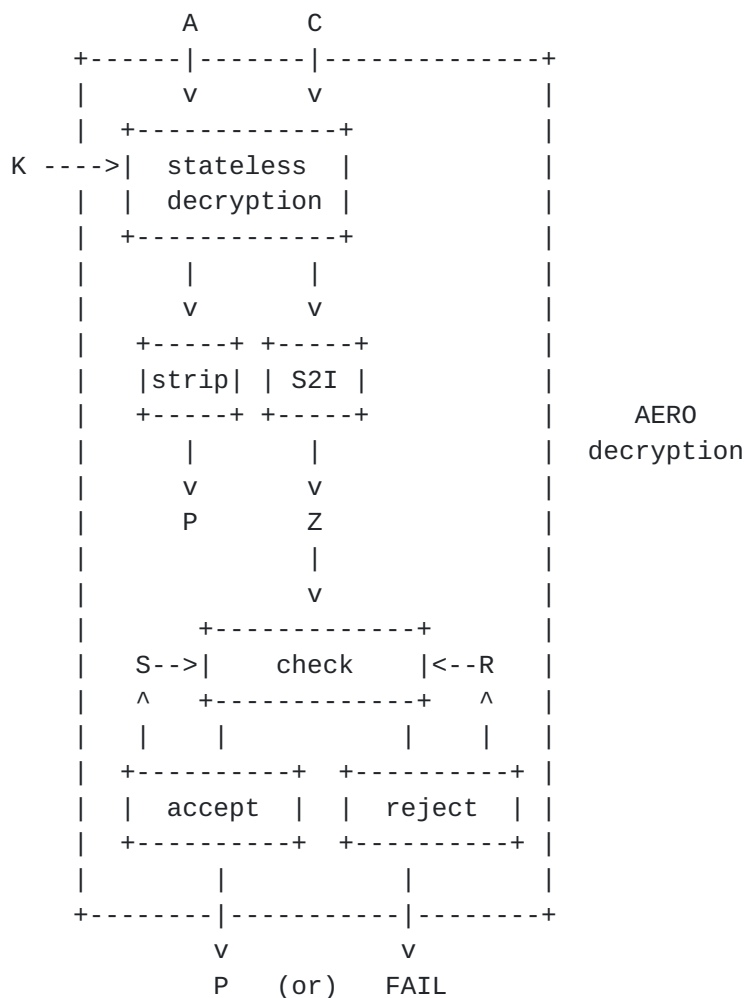 A C
K stateless
decryption
strip S2I
AERO
decryption
P Z
S check R
accept reject
P (or) FAIL